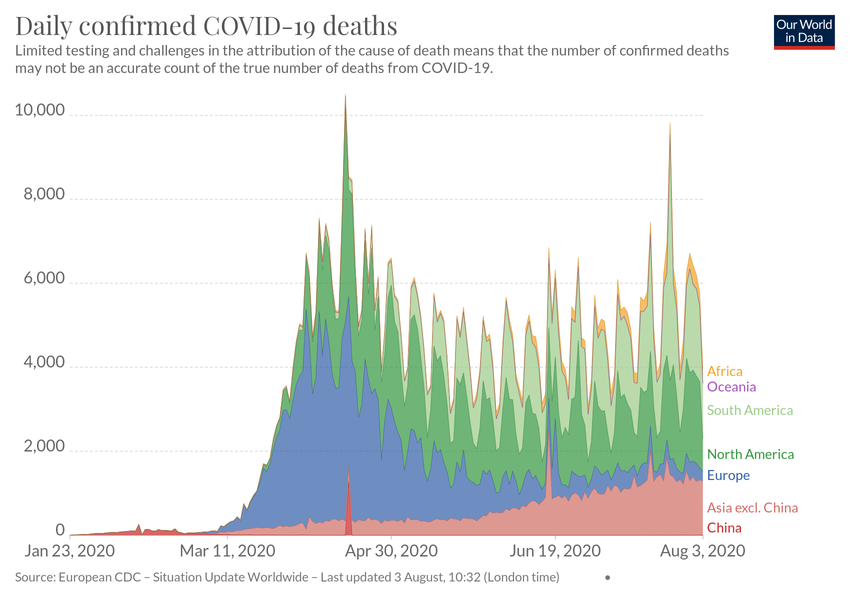 Daily confirmed COVID-19 deaths
Our World
in Data
Limited testing and challenges in the attribution of the cause of death means that the number of confirmed deaths
may not be an accurate count of the true number of deaths from COVID-19.
10,000
8,000
6,000
4,000
2,000
0
Africa
Oceania
South America
North America
Europe
Asia excl. China
China
Jan 23, 2020
Mar 11, 2020
Apr 30, 2020
Jun 19, 2020
Aug 3, 2020
Source: European CDC – Situation Update Worldwide – Last updated 3 August, 10:32 (London time)